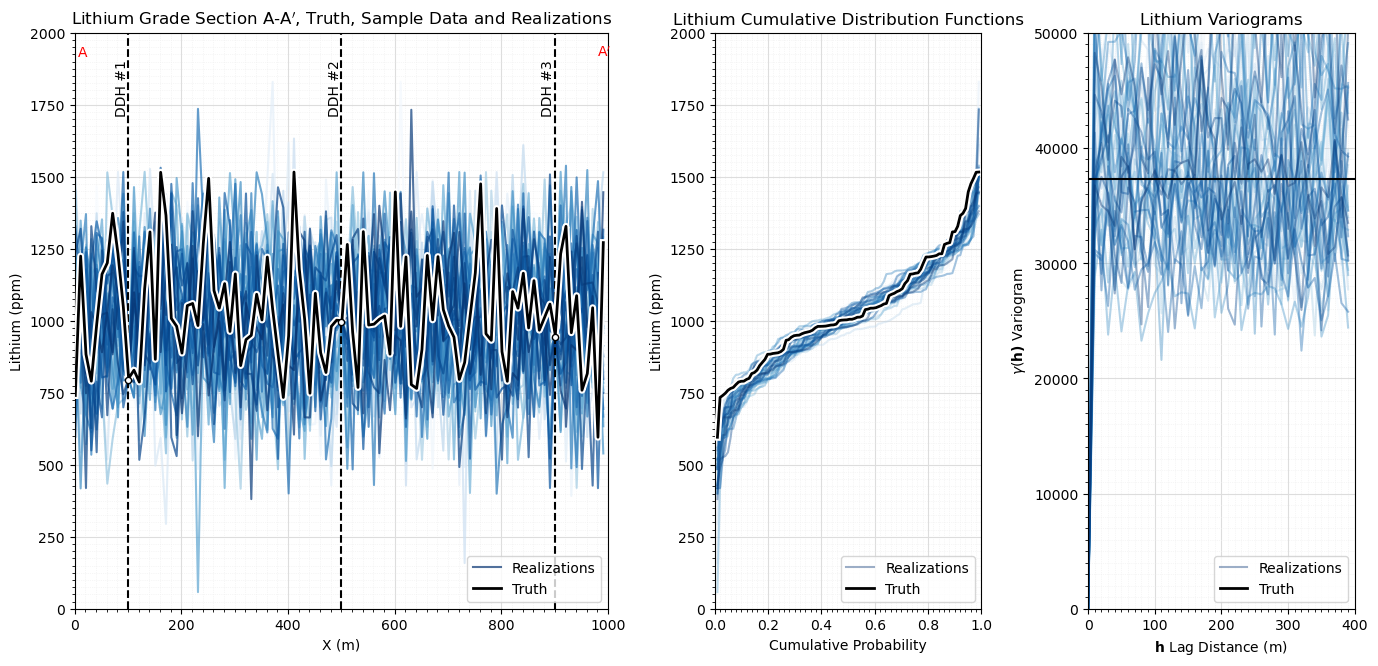 Lithium Grade Section A-A′, Truth, Sample Data and Realizations
Lithium (ppm)
2000
1750
1500
1250
1000
750
500
250
0
A
A
DDH #1
DDH #2
DDH #3
Realizations
Truth
0
200
400
600
800
1000
X (m)
Lithium Cumulative Distribution Functions
Lithium (ppm)
2000
1750
1500
1250
1000
750
500
250
0
Realizations
Truth
0.0
0.2
0.4
0.6
0.8
1.0
Cumulative Probability
Lithium Variograms
γ(h) Variogram
50000
40000
30000
20000
10000
0
Realizations
Truth
0
100
200
300
400
h Lag Distance (m)